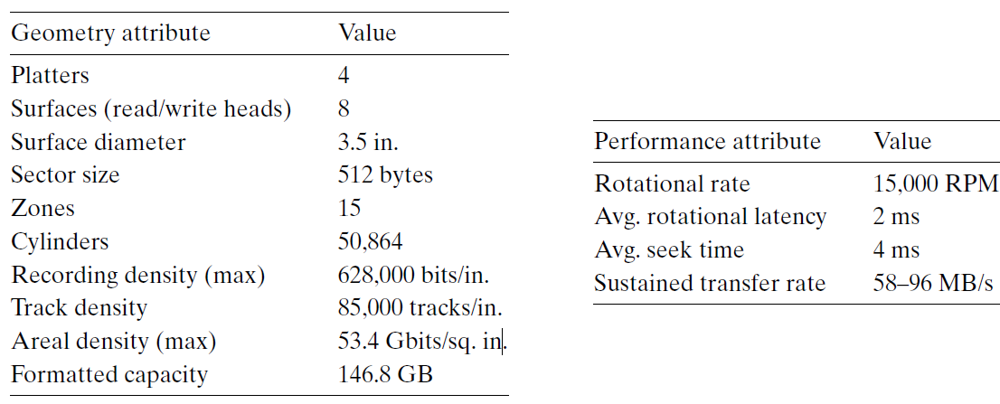 Geometry attribute Value
Platters 4
Surfaces (read/write heads) 8
Surface diameter 3.5 in.
Sector size 512 bytes
Zones 15
Cylinders 50,864
Recording density (max) 628,000 bits/in.
Track density 85,000 tracks/in.
Areal density (max) 53.4 Gbits/sq. in.
Formatted capacity 146.8 GB
Performance attribute Value
Rotational rate 15,000 RPM
Avg. rotational latency 2 ms
Avg. seek time 4 ms
Sustained transfer rate 58–96 MB/s